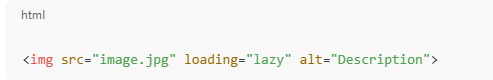 html
<img src="image.jpg" loading="lazy" alt="Description">